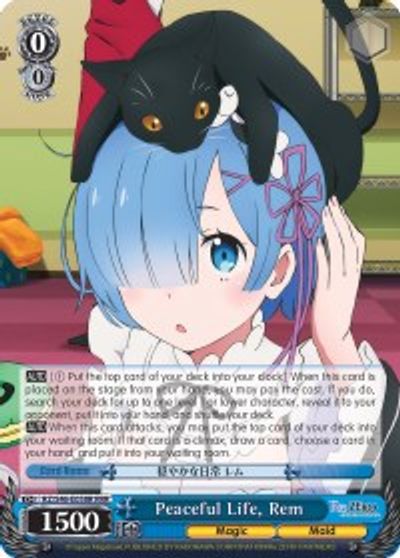 0
0
AUTO [(1) Put the top card of your deck into your clock] When this card is
placed on the stage from your hand, you may pay the cost. If you do,
search your deck for up to one level 1 or lower character, reveal it to your
opponent, put it into your hand, and shuffle your deck.
AUTO When this card attacks, you may put the top card of your deck into
your waiting room. If that card is a climax, draw a card, choose a card in
your hand, and put it into your waiting room.
Card Name
穏やかな日常 レム
1500
Peaceful Life, Rem
Magic
Maid